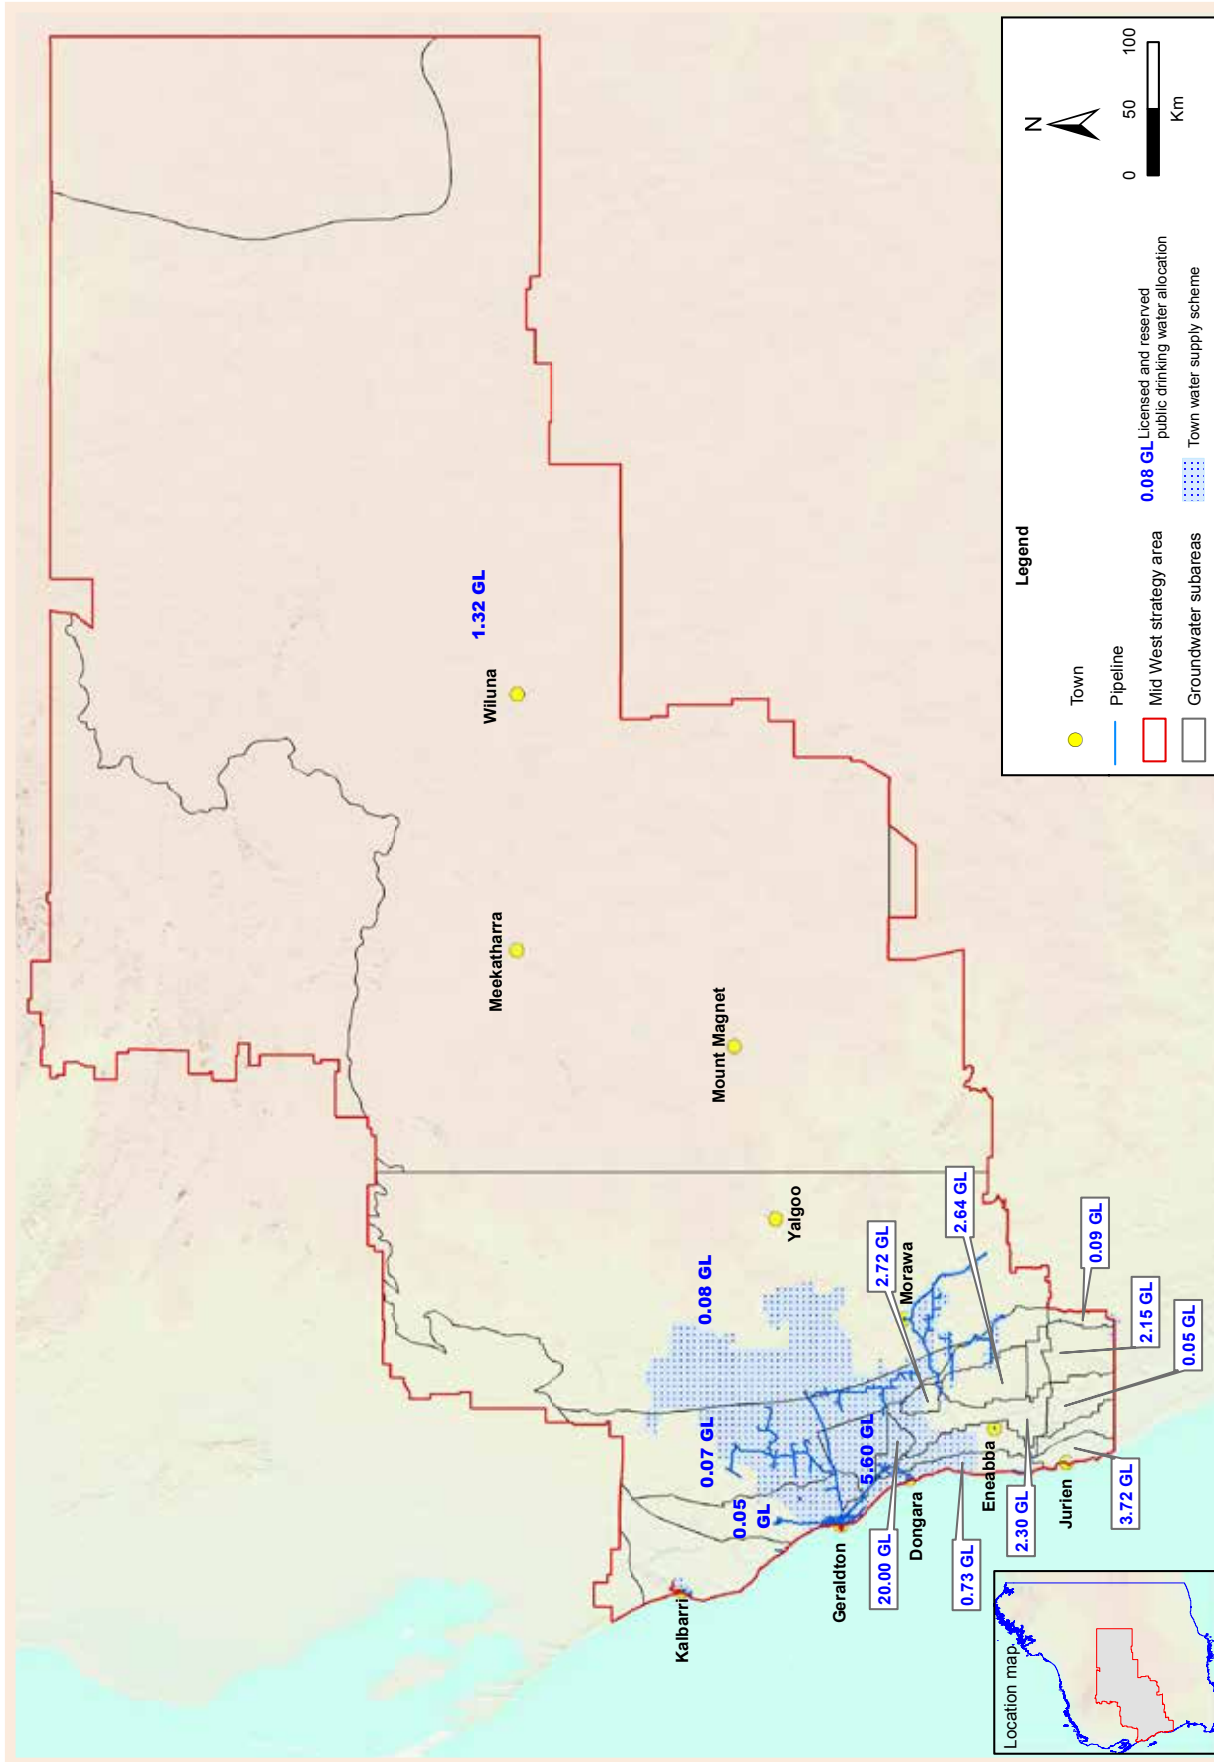 Wiluna
1.32 GL
Meekatharra
Mount Magnet
Yalgoo
0.08 GL
0.07 GL
0.05
GL
Kalbarri
Geraldton
5.60 GL
2.72 GL
Morawa
2.64 GL
20.00 GL
Dongara
0.73 GL
Eneabba
2.30 GL
Jurien
3.72 GL
0.05 GL
2.15 GL
0.09 GL
Location map
Legend
Town
Pipeline
Mid West strategy area
Groundwater subareas
0.08 GL Licensed and reserved
public drinking water allocation
Town water supply scheme
N
0 50 100
Km